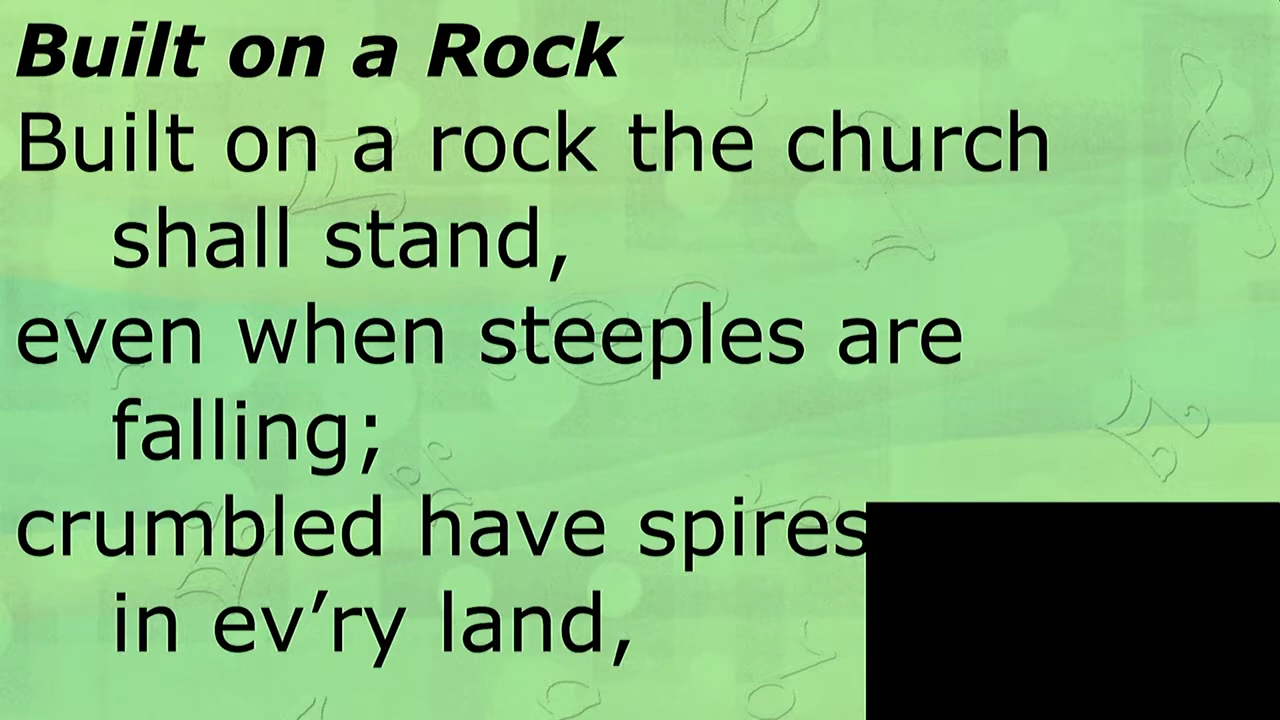 Built on a Rock
Built on a rock the church
shall stand,
even when steeples are
falling;
crumbled have spires
in ev’ry land,